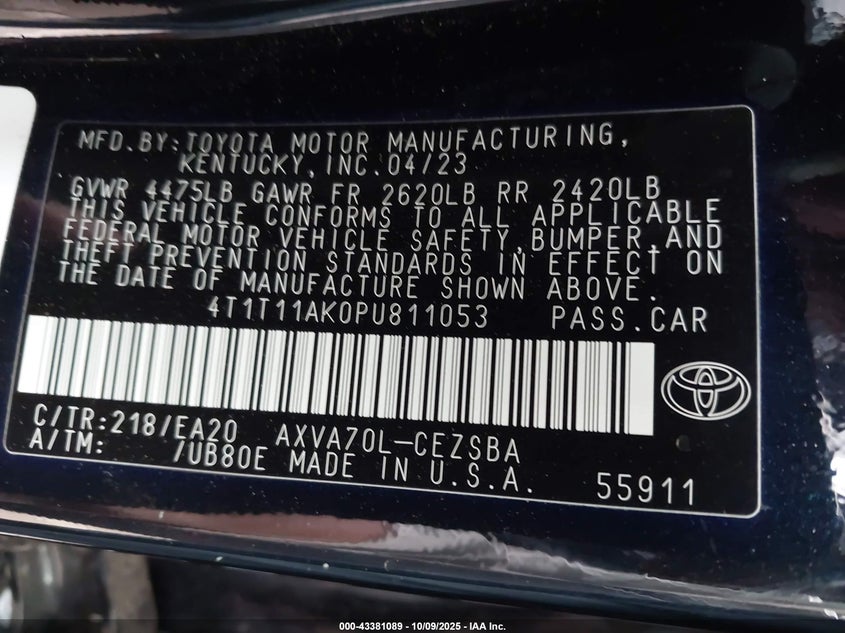 MFD.BY:TOYOTA MOTOR MANUFACTURING,
KENTUCKY,INC.04/23
GVWR 4475LB GAWR FR 2620LB RR 2420LB
THIS VEHICLE CONFORMS TO ALL APPLICABLE
FEDERAL MOTOR VEHICLE SAFETY,BUMPER,AND
THEFT PREVENTION STANDARDS IN EFFECT ON
THE DATE OF MANUFACTURE SHOWN ABOVE.
4T1T11AK0PU811053 PASS.CAR
C/TR:218/EA20 AXVA70L-CEZSBA
A/TM: /UB80E MADE IN U.S.A. 55911
000-43381089 - 10/09/2025 - IAA Inc.